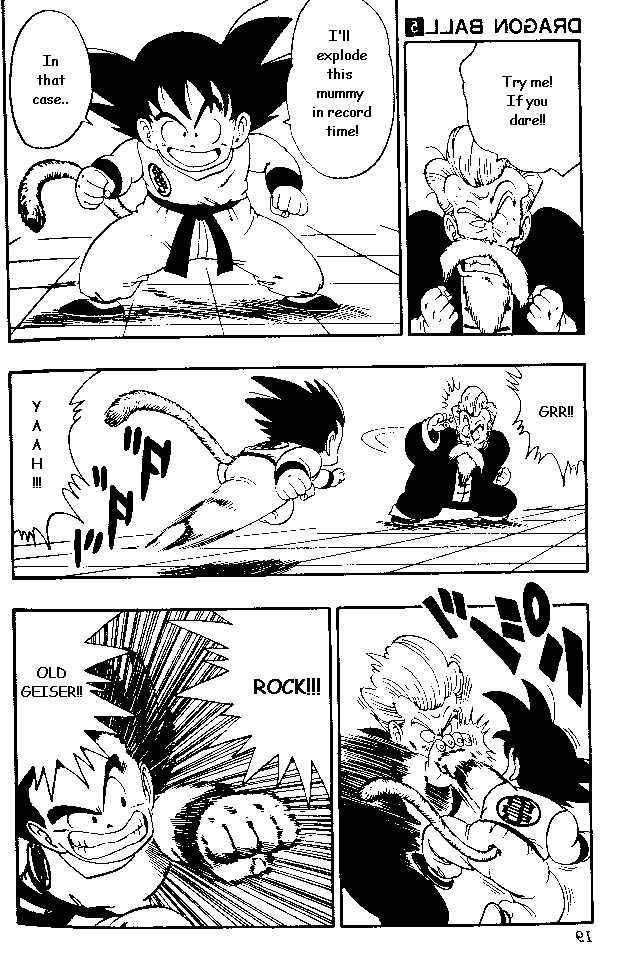 DRAGON BALL 5
In
that
case..
I'll
explode
this
mummy
in record
time!
Try me!
If you
dare!!
Y
A
A
H
!!!
GRR!!
OLD
GEISER!!
ROCK!!!
19